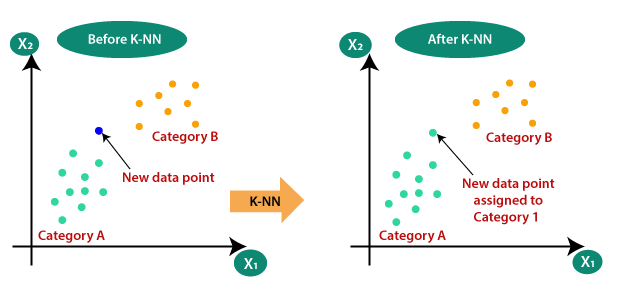 X₂
Before K-NN
Category B
New data point
Category A
X₁
K-NN
X₂
After K-NN
Category B
New data point
assigned to
Category 1
Category A
X₁